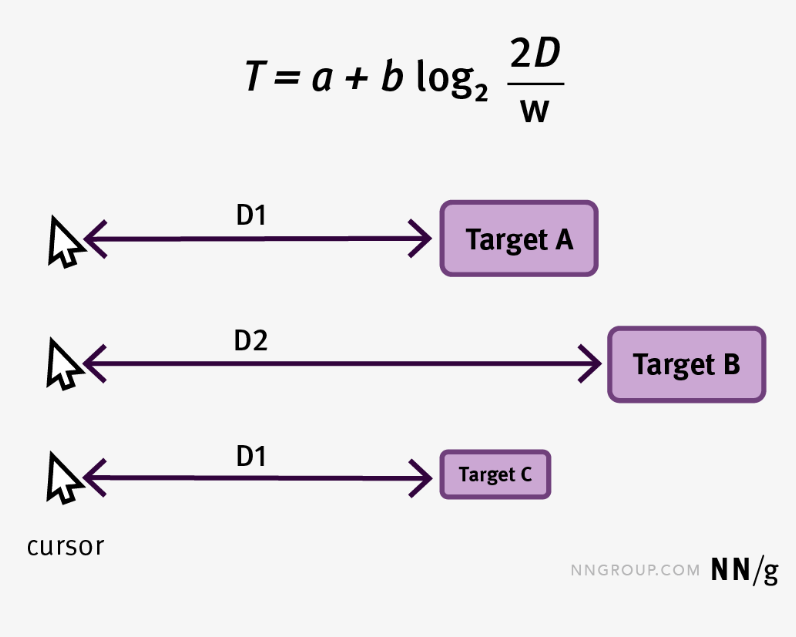 T = a + b log₂ 2D/w
D1
Target A
D2
Target B
D1
Target C
cursor
NNGROUP.COM NN/g